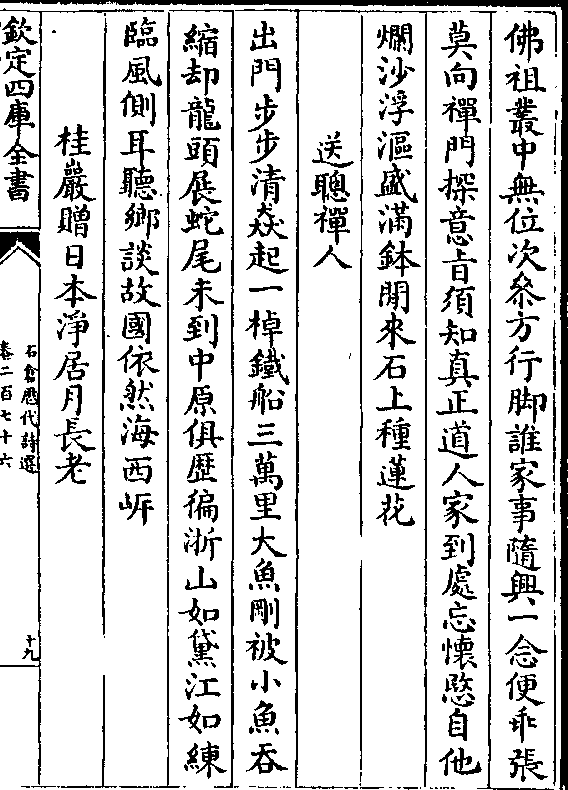 佛祖叢中無位次叅方行脚誰家事隨興一念便乖張
莫向禪門探意㫖須知真正道人家到處忘懷愍自他
爛沙浮漚盛滿鉢閒來石上種蓮花
送聰禪人
出門步步清飇起一棹鐵船三萬里大魚剛被小魚吞
縮却龍頭展蛇尾未到中原俱歴徧浙山如黛江如練
臨風側耳聽鄉談故國依然海西岍
桂巖贈日本淨居月長老
欽定四庫全書
石倉歴代詩選
卷二百七十六
十九